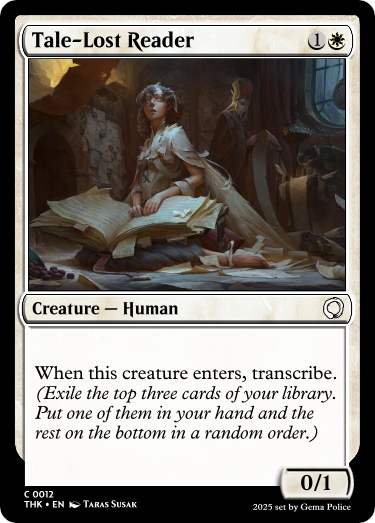 Tale-Lost Reader
1
Creature — Human
When this creature enters, transcribe.
(Exile the top three cards of your library.
Put one of them in your hand and the
rest on the bottom in a random order.)
0/1
C 0012
THK • EN Taras Susak
2025 set by Gema Police